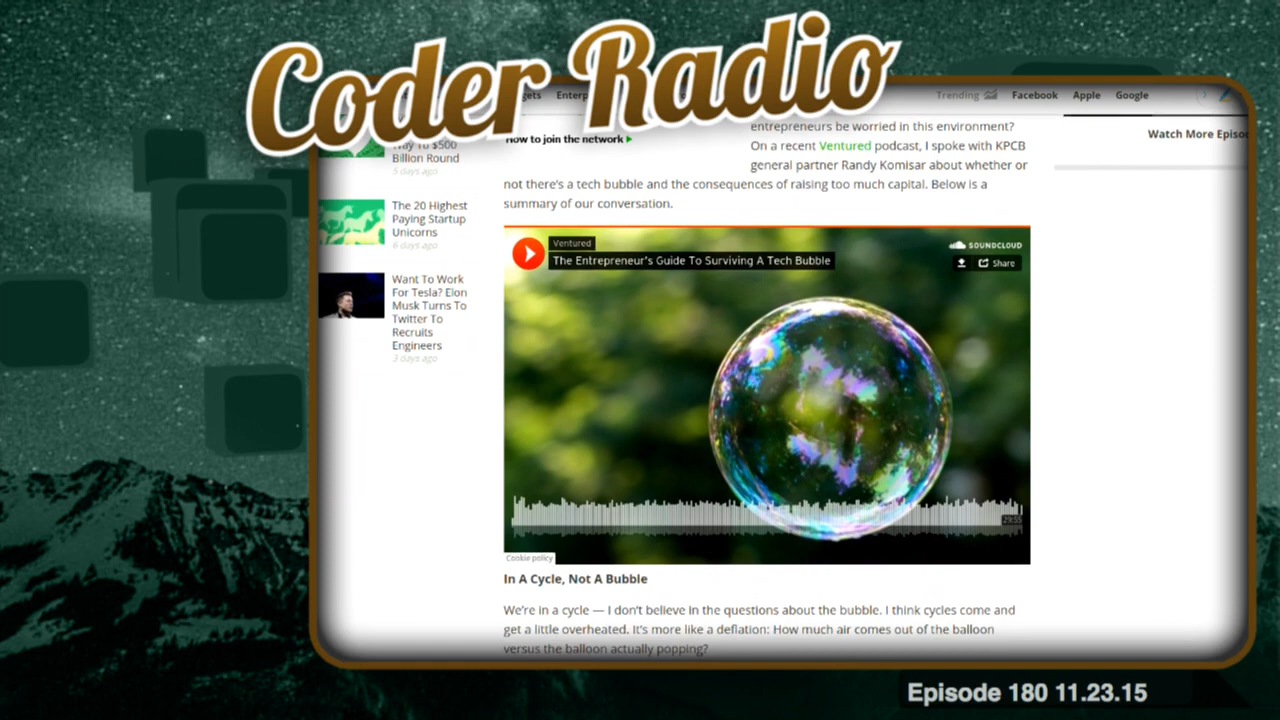 Coder Radio
Trending Facebook Apple Google
Way To $500
Billion Round
5 days ago
The 20 Highest
Paying Startup
Unicorns
6 days ago
Want To Work
For Tesla? Elon
Musk Turns To
Twitter To
Recruits
Engineers
3 days ago
How to join the network
entrepreneurs be worried in this environment?
On a recent Ventured podcast, I spoke with KPCB
general partner Randy Komisar about whether or
not there's a tech bubble and the consequences of raising too much capital. Below is a
summary of our conversation.
Ventured
The Entrepreneur's Guide To Surviving A Tech Bubble
SOUNDCLOUD
Share
29:55
Cookie policy
In A Cycle, Not A Bubble
We're in a cycle — I don't believe in the questions about the bubble. I think cycles come and
get a little overheated. It's more like a deflation: How much air comes out of the balloon
versus the balloon actually popping?
Watch More Episo
Episode 180 11.23.15